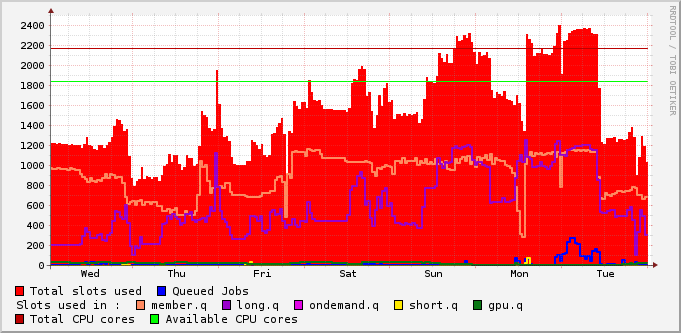 RRDTOOL / TOBI OETIKER
2400
2200
2000
1800
1600
1400
1200
1000
800
600
400
200
0
Wed Thu Fri Sat Sun Mon Tue
Total slots used Queued Jobs
Slots used in : member.q long.q ondemand.q short.q gpu.q
Total CPU cores Available CPU cores